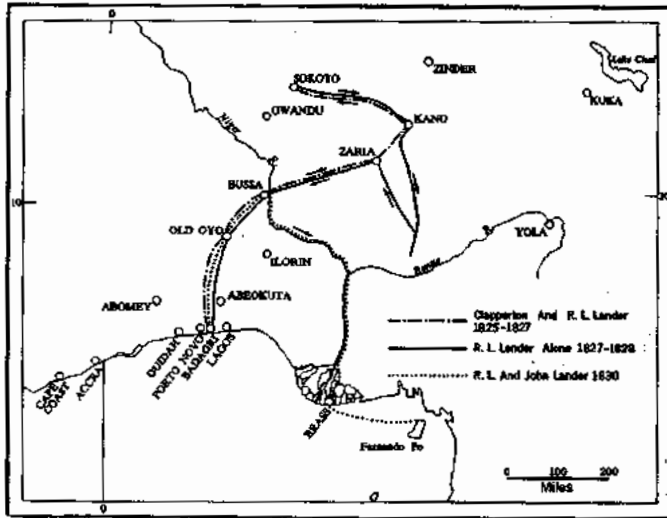 0
Lake Chad
ZINDER
SOKOTO
KUKA
GWANDU
KANO
Niger
R.
ZARIA
BUSSA
10
OLD OYO
YOLA
R.
Benue
ILORIN
ABOMEY
ABEOKUTA
Clapperton And R. L. Lander
1825-1827
R. L. Lander Alone 1827-1828
R. L. And John Lander 1830
OUIDAH
PORTO NOVO
BADAGRI
LAGOS
CAPE
COAST
ACCRA
BRASS
Fernando Po
0 100 200
Miles
0